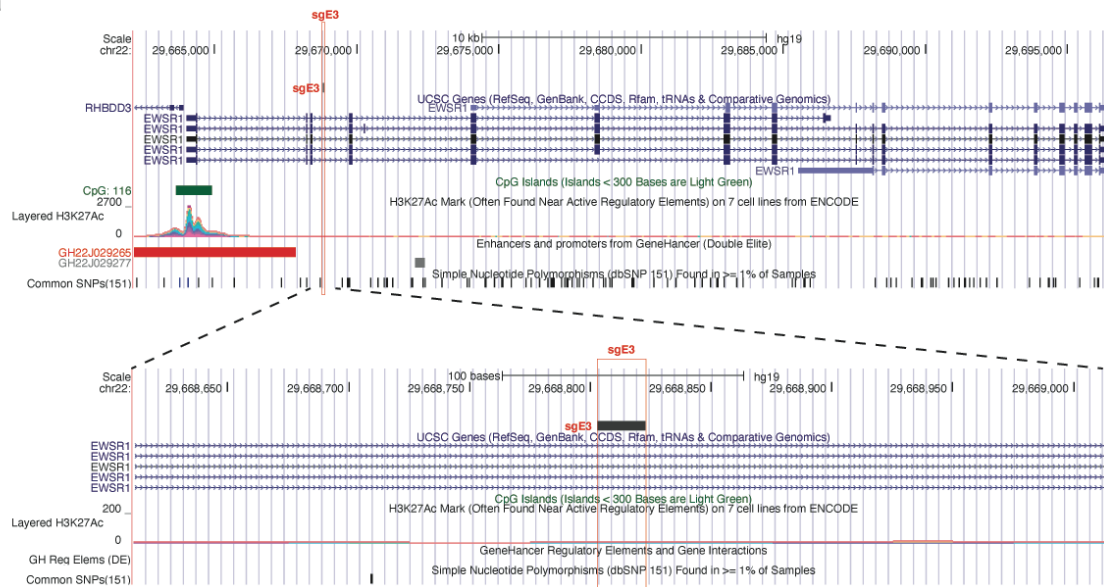 sgE3
Scale 10 kb hg19
chr22: 29,665,000 29,670,000 29,675,000 29,680,000 29,685,000 29,690,000 29,695,000
sgE3
UCSC Genes (RefSeq, GenBank, CCDS, Rfam, tRNAs & Comparative Genomics)
RHBDD3 EWSR1
EWSR1
EWSR1
EWSR1
EWSR1
EWSR1
EWSR1
CpG Islands (Islands < 300 Bases are Light Green)
CpG: 116
2700 H3K27Ac Mark (Often Found Near Active Regulatory Elements) on 7 cell lines from ENCODE
Layered H3K27Ac
0
Enhancers and promoters from GeneHancer (Double Elite)
GH22J029265
GH22J029277
Simple Nucleotide Polymorphisms (dbSNP 151) Found in >= 1% of Samples
Common SNPs(151)
sgE3
Scale 100 bases hg19
chr22: 29,668,650 29,668,700 29,668,750 29,668,800 29,668,850 29,668,900 29,668,950 29,669,000
sgE3
UCSC Genes (RefSeq, GenBank, CCDS, Rfam, tRNAs & Comparative Genomics)
EWSR1
EWSR1
EWSR1
EWSR1
EWSR1
CpG Islands (Islands < 300 Bases are Light Green)
200 H3K27Ac Mark (Often Found Near Active Regulatory Elements) on 7 cell lines from ENCODE
Layered H3K27Ac
0
GeneHancer Regulatory Elements and Gene Interactions
GH Reg Elems (DE)
Simple Nucleotide Polymorphisms (dbSNP 151) Found in >= 1% of Samples
Common SNPs(151)